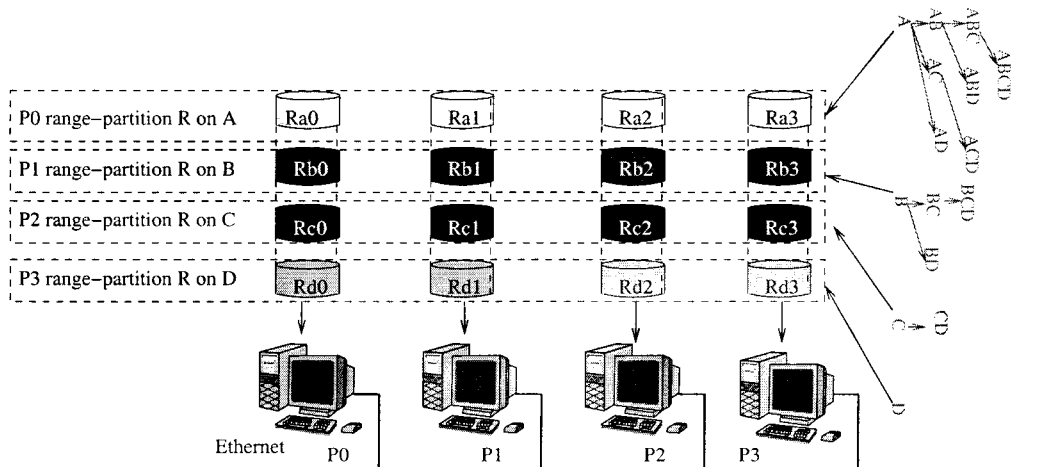 P0 range-partition R on A
Ra0 Ra1 Ra2 Ra3
P1 range-partition R on B
Rb0 Rb1 Rb2 Rb3
P2 range-partition R on C
Rc0 Rc1 Rc2 Rc3
P3 range-partition R on D
Rd0 Rd1 Rd2 Rd3
Ethernet P0 P1 P2 P3
A AB ABC ABCD
AC ABD
AD ACD
B BC BCD
BD
C CD
D